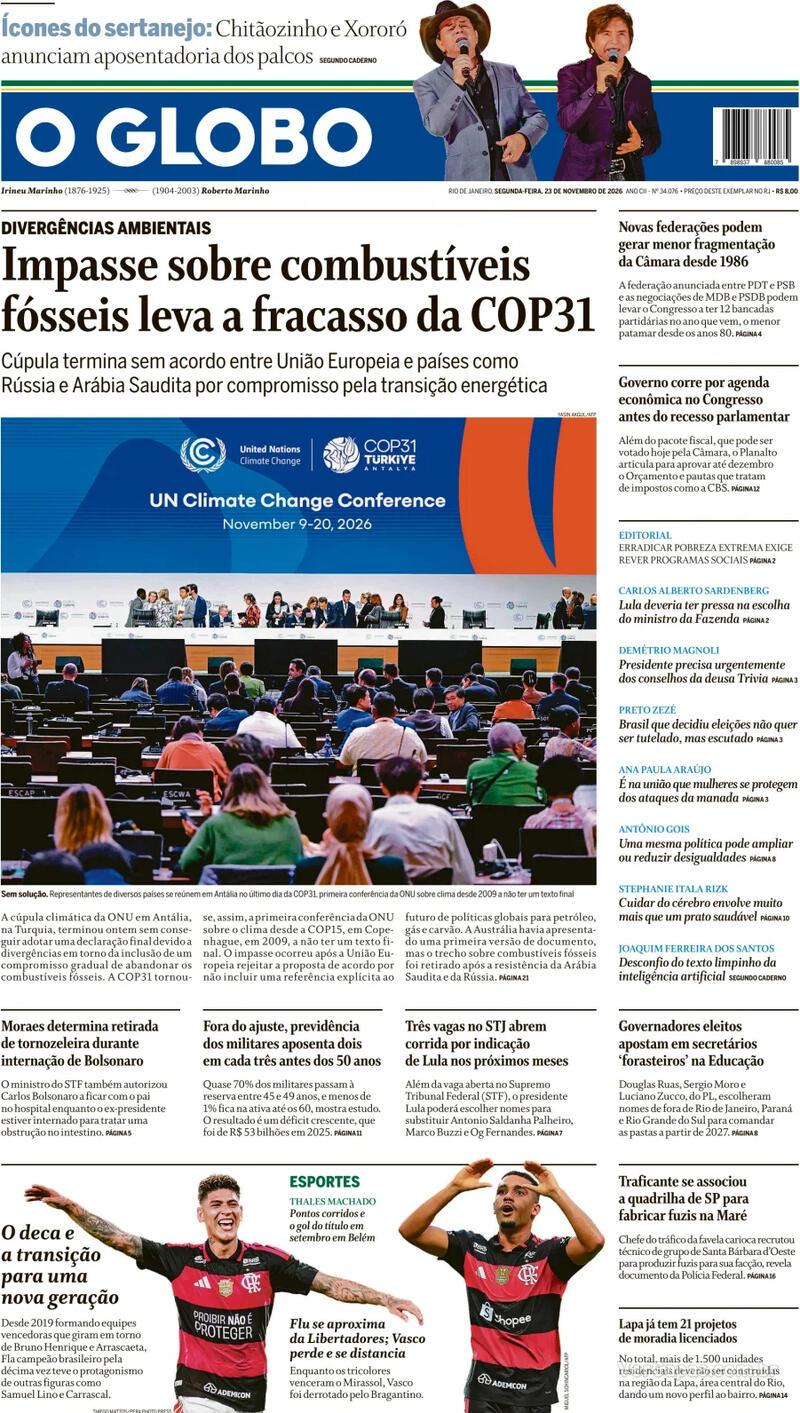 Ícones do sertanejo: Chitãozinho e Xororó
anunciam aposentadoria dos palcos SEGUNDO CADERNO
O GLOBO
7 898937 880085
Irineu Marinho (1876-1925) (1904-2003) Roberto Marinho
RIO DE JANEIRO, SEGUNDA-FEIRA, 23 DE NOVEMBRO DE 2026 ANO CII - Nº 34.076 • PREÇO DESTE EXEMPLAR NO RJ • R$ 8,00
DIVERGÊNCIAS AMBIENTAIS
Impasse sobre combustíveis
fósseis leva a fracasso da COP31
Cúpula termina sem acordo entre União Europeia e países como
Rússia e Arábia Saudita por compromisso pela transição energética
YASIN AKGUL/AFP
United Nations
Climate Change
COP31
TÜRKİYE
ANTALYA
UN Climate Change Conference
November 9-20, 2026
ESCAP
ESCWA
GCF
Sem solução. Representantes de diversos países se reúnem em Antália no último dia da COP31, primeira conferência da ONU sobre clima desde 2009 a não ter um texto final
A cúpula climática da ONU em Antália,
na Turquia, terminou ontem sem conse-
guir adotar uma declaração final devido a
divergências em torno da inclusão de um
compromisso gradual de abandonar os
combustíveis fósseis. A COP31 tornou-
se, assim, a primeira conferência da ONU
sobre o clima desde a COP15, em Cope-
nhague, em 2009, a não ter um texto fi-
nal. O impasse ocorreu após a União Eu-
ropeia rejeitar a proposta de acordo por
não incluir uma referência explícita ao
futuro de políticas globais para petróleo,
gás e carvão. A Austrália havia apresenta-
do uma primeira versão de documento,
mas o trecho sobre combustíveis fósseis
foi retirado após a resistência da Arábia
Saudita e da Rússia. PÁGINA 21
Novas federações podem
gerar menor fragmentação
da Câmara desde 1986
A federação anunciada entre PDT e PSB
e as negociações de MDB e PSDB podem
levar o Congresso a ter 12 bancadas
partidárias no ano que vem, o menor
patamar desde os anos 80. PÁGINA 4
Governo corre por agenda
econômica no Congresso
antes do recesso parlamentar
Além do pacote fiscal, que pode ser
votado hoje pela Câmara, o Planalto
articula para aprovar até dezembro
o Orçamento e pautas que tratam
de impostos como a CBS. PÁGINA 12
EDITORIAL
ERRADICAR POBREZA EXTREMA EXIGE
REVER PROGRAMAS SOCIAIS PÁGINA 2
CARLOS ALBERTO SARDENBERG
Lula deveria ter pressa na escolha
do ministro da Fazenda PÁGINA 2
DEMÉTRIO MAGNOLI
Presidente precisa urgentemente
dos conselhos da deusa Trivia PÁGINA 3
PRETO ZEZÉ
Brasil que decidiu eleições não quer
ser tutelado, mas escutado PÁGINA 3
ANA PAULA ARAÚJO
É na união que mulheres se protegem
dos ataques da manada PÁGINA 3
ANTÔNIO GOIS
Uma mesma política pode ampliar
ou reduzir desigualdades PÁGINA 8
STEPHANIE ITALA RIZK
Cuidar do cérebro envolve muito
mais que um prato saudável PÁGINA 10
JOAQUIM FERREIRA DOS SANTOS
Desconfio do texto limpinho da
inteligência artificial SEGUNDO CADERNO
Moraes determina retirada
de tornozeleira durante
internação de Bolsonaro
O ministro do STF também autorizou
Carlos Bolsonaro a ficar com o pai
no hospital enquanto o ex-presidente
estiver internado para tratar uma
obstrução no intestino. PÁGINA 5
Fora do ajuste, previdência
dos militares aposenta dois
em cada três antes dos 50 anos
Quase 70% dos militares passam à
reserva entre 45 e 49 anos, e menos de
1% fica na ativa até os 60, mostra estudo.
O resultado é um déficit crescente, que
foi de R$ 53 bilhões em 2025. PÁGINA 11
Três vagas no STJ abrem
corrida por indicação
de Lula nos próximos meses
Além da vaga aberta no Supremo
Tribunal Federal (STF), o presidente
Lula poderá escolher nomes para
substituir Antonio Saldanha Palheiro,
Marco Buzzi e Og Fernandes. PÁGINA 7
Governadores eleitos
apostam em secretários
'forasteiros' na Educação
Douglas Ruas, Sergio Moro e
Luciano Zucco, do PL, escolheram
nomes de fora de Rio de Janeiro, Paraná
e Rio Grande do Sul para comandar
as pastas a partir de 2027. PÁGINA 8
O deca e
a transição
para uma
nova geração
Desde 2019 formando equipes
vencedoras que giram em torno
de Bruno Henrique e Arrascaeta,
Fla campeão brasileiro pela
décima vez teve o protagonismo
de outras figuras como
Samuel Lino e Carrascal.
THIAGO MATTOS/PERA PHOTO PRESS
CRF
PROIBIR NÃO É
PROTEGER
ADEMICON
ESPORTES
THALES MACHADO
Pontos corridos e
o gol do título em
setembro em Belém
Flu se aproxima
da Libertadores; Vasco
perde e se distancia
Enquanto os tricolores
venceram o Mirassol, Vasco
foi derrotado pelo Bragantino.
CRF
Shopee
ADEMICON
MIGUEL SCHINCARIOL/AFP
Traficante se associou
a quadrilha de SP para
fabricar fuzis na Maré
Chefe do tráfico da favela carioca recrutou
técnico de grupo de Santa Bárbara d'Oeste
para produzir fuzis para sua facção, revela
documento da Polícia Federal. PÁGINA 16
Lapa já tem 21 projetos
de moradia licenciados
No total, mais de 1.500 unidades
residenciais deverão ser construídas
na região da Lapa, área central do Rio,
dando um novo perfil ao bairro. PÁGINA 14